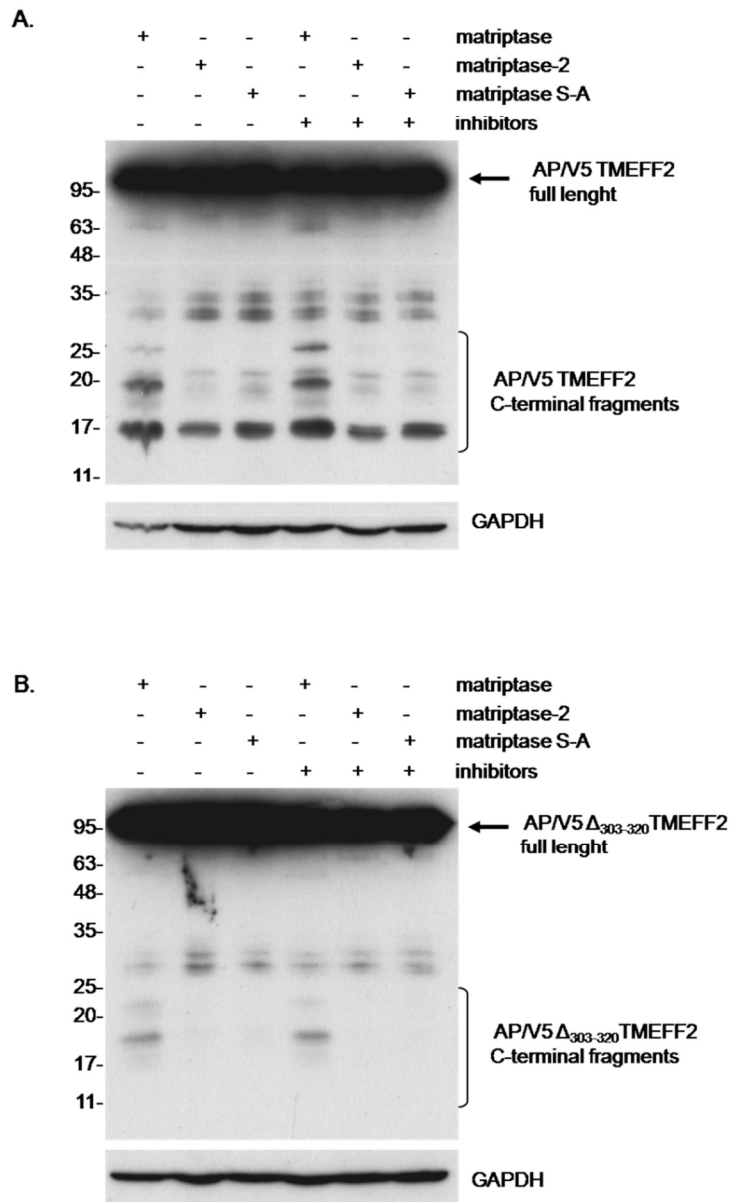 A.
+ - - + - - matriptase
- + - - + - matriptase-2
- - + - - + matriptase S-A
- - - + + + inhibitors
95-
AP/V5 TMEFF2
full lenght
63-
48-
35-
25-
20-
AP/V5 TMEFF2
C-terminal fragments
17-
11-
GAPDH
B.
+ - - + - - matriptase
- + - - + - matriptase-2
- - + - - + matriptase S-A
- - - + + + inhibitors
95-
AP/V5 Δ303-320TMEFF2
full lenght
63-
48-
35-
25-
20-
AP/V5 Δ303-320TMEFF2
C-terminal fragments
17-
11-
GAPDH